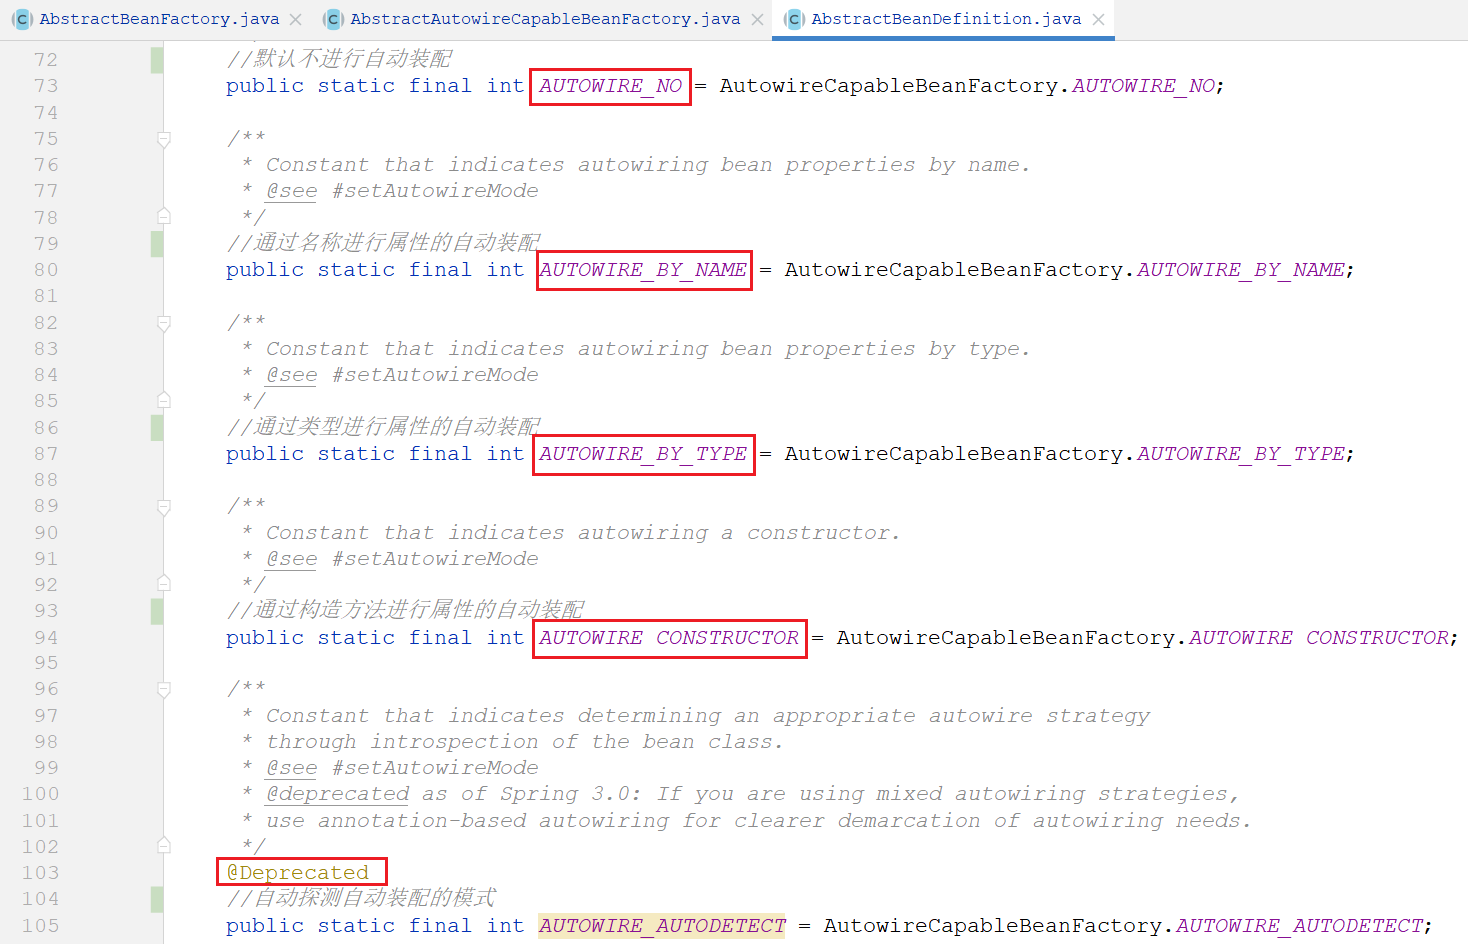 AbstractBeanFactory.java AbstractAutowireCapableBeanFactory.java AbstractBeanDefinition.java
72 //默认不进行自动装配
73 public static final int AUTOWIRE_NO = AutowireCapableBeanFactory.AUTOWIRE_NO;
74
75 /**
76 * Constant that indicates autowiring bean properties by name.
77 * @see #setAutowireMode
78 */
79 //通过名称进行属性的自动装配
80 public static final int AUTOWIRE_BY_NAME = AutowireCapableBeanFactory.AUTOWIRE_BY_NAME;
81
82 /**
83 * Constant that indicates autowiring bean properties by type.
84 * @see #setAutowireMode
85 */
86 //通过类型进行属性的自动装配
87 public static final int AUTOWIRE_BY_TYPE = AutowireCapableBeanFactory.AUTOWIRE_BY_TYPE;
88
89 /**
90 * Constant that indicates autowiring a constructor.
91 * @see #setAutowireMode
92 */
93 //通过构造方法进行属性的自动装配
94 public static final int AUTOWIRE_CONSTRUCTOR = AutowireCapableBeanFactory.AUTOWIRE_CONSTRUCTOR;
95
96 /**
97 * Constant that indicates determining an appropriate autowire strategy
98 * through introspection of the bean class.
99 * @see #setAutowireMode
100 * @deprecated as of Spring 3.0: If you are using mixed autowiring strategies,
101 * use annotation-based autowiring for clearer demarcation of autowiring needs.
102 */
103 @Deprecated
104 //自动探测自动装配的模式
105 public static final int AUTOWIRE_AUTODETECT = AutowireCapableBeanFactory.AUTOWIRE_AUTODETECT;